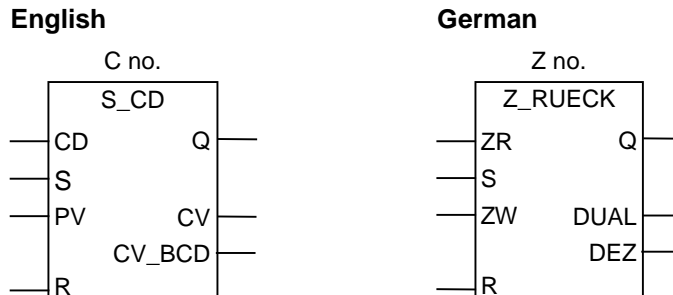 English
C no.
S_CD
CD Q
S
PV CV
CV_BCD
R
German
Z no.
Z_RUECK
ZR Q
S
ZW DUAL
DEZ
R